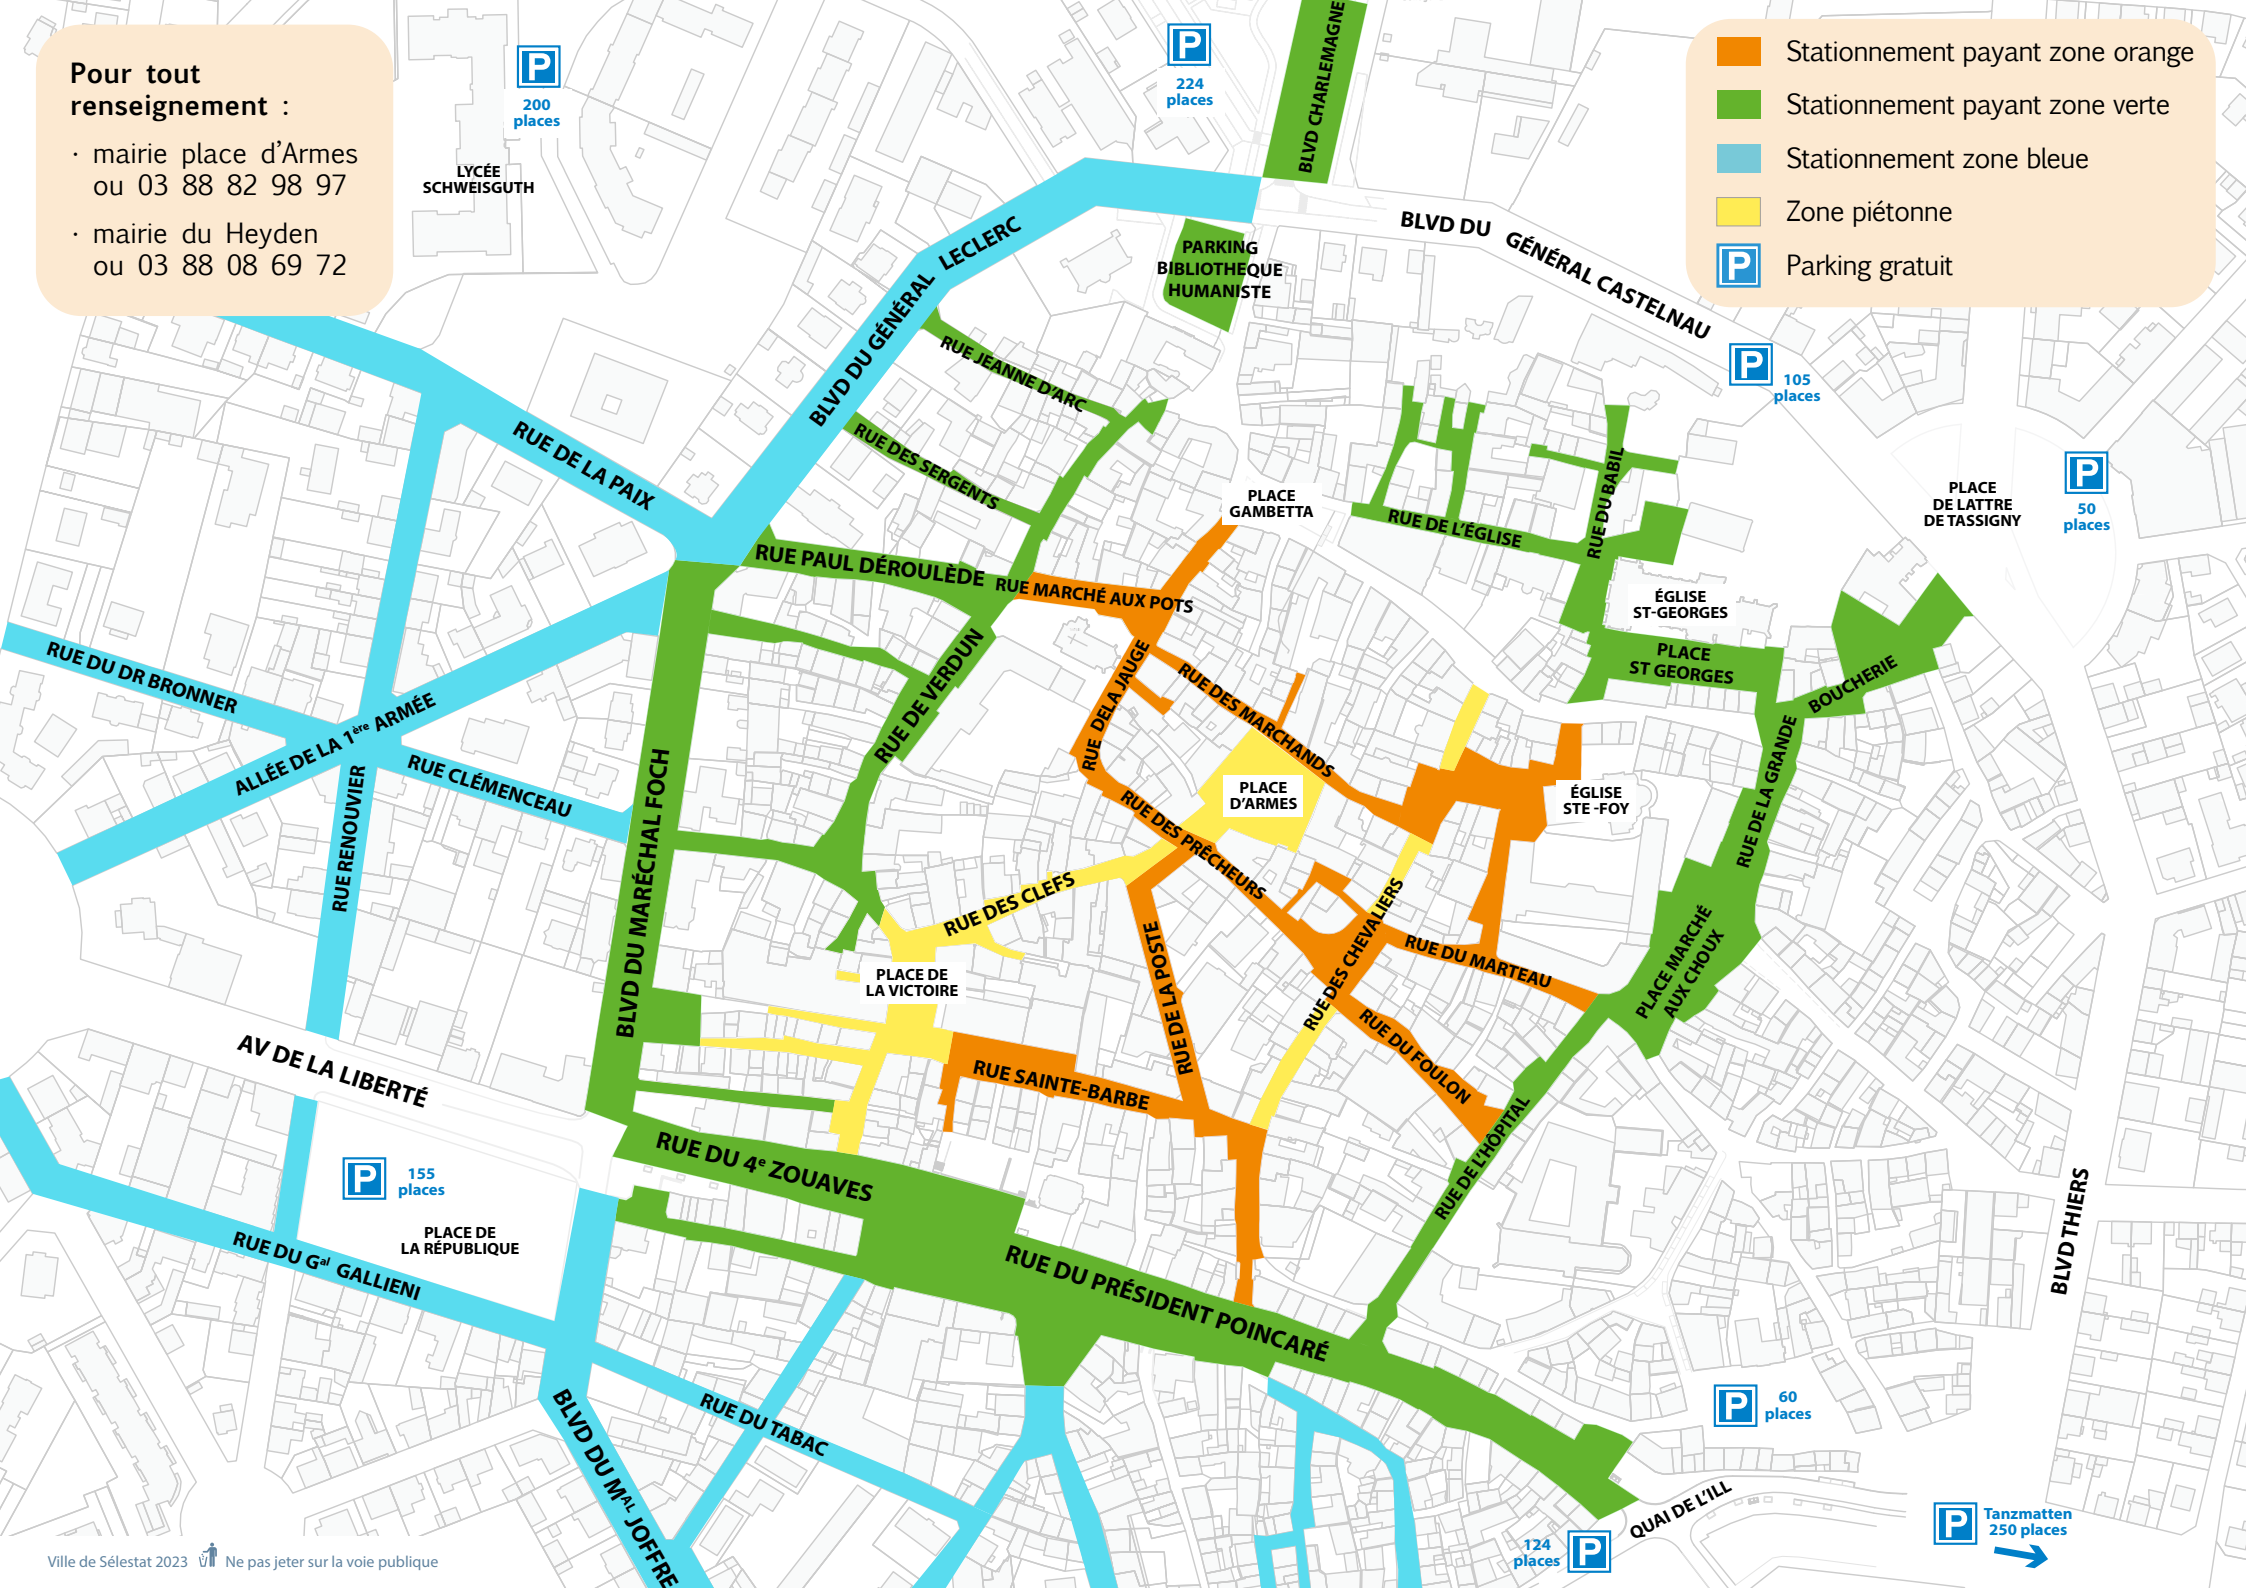 Pour tout
renseignement :
· mairie place d'Armes
ou 03 88 82 98 97
· mairie du Heyden
ou 03 88 08 69 72
P
200
places
LYCÉE
SCHWEISGUTH
P
224
places
BLVD CHARLEMAGNE
Stationnement payant zone orange
Stationnement payant zone verte
Stationnement zone bleue
Zone piétonne
P
Parking gratuit
BLVD DU GÉNÉRAL LECLERC
PARKING
BIBLIOTHEQUE
HUMANISTE
BLVD DU GÉNÉRAL CASTELNAU
P
105
places
RUE JEANNE D'ARC
RUE DES SERGENTS
RUE DE LA PAIX
PLACE
GAMBETTA
RUE DE L'ÉGLISE
RUE DU BABIL
PLACE
DE LATTRE
DE TASSIGNY
P
50
places
RUE PAUL DÉROULÈDE
RUE MARCHÉ AUX POTS
ÉGLISE
ST-GEORGES
PLACE
ST GEORGES
BOUCHERIE
RUE DE LA GRANDE
RUE DU DR BRONNER
ALLÉE DE LA 1ère ARMÉE
RUE CLÉMENCEAU
RUE RENOUVIER
BLVD DU MARÉCHAL FOCH
RUE DE VERDUN
RUE DELA JAUGE
RUE DES MARCHANDS
PLACE
D'ARMES
ÉGLISE
STE -FOY
RUE DES PRÊCHEURS
RUE DES CLEFS
RUE DES CHEVALIERS
RUE DU MARTEAU
PLACE MARCHÉ
AUX CHOUX
RUE DE LA POSTE
PLACE DE
LA VICTOIRE
RUE DU FOULON
AV DE LA LIBERTÉ
RUE SAINTE-BARBE
RUE DE L'HÔPITAL
RUE DU 4e ZOUAVES
P
155
places
PLACE DE
LA RÉPUBLIQUE
RUE DU Gal GALLIENI
RUE DU PRÉSIDENT POINCARÉ
BLVD THIERS
RUE DU TABAC
BLVD DU MAL JOFFRE
P
60
places
QUAI DE L'ILL
124
places
P
P
Tanzmatten
250 places
Ville de Sélestat 2023
Ne pas jeter sur la voie publique